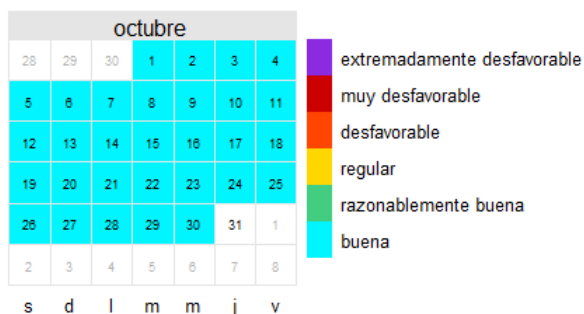 octubre
28 29 30 1 2 3 4
5 6 7 8 9 10 11
12 13 14 15 16 17 18
19 20 21 22 23 24 25
26 27 28 29 30 31 1
2 3 4 5 6 7 8
s d l m m j v
extremadamente desfavorable
muy desfavorable
desfavorable
regular
razonablemente buena
buena